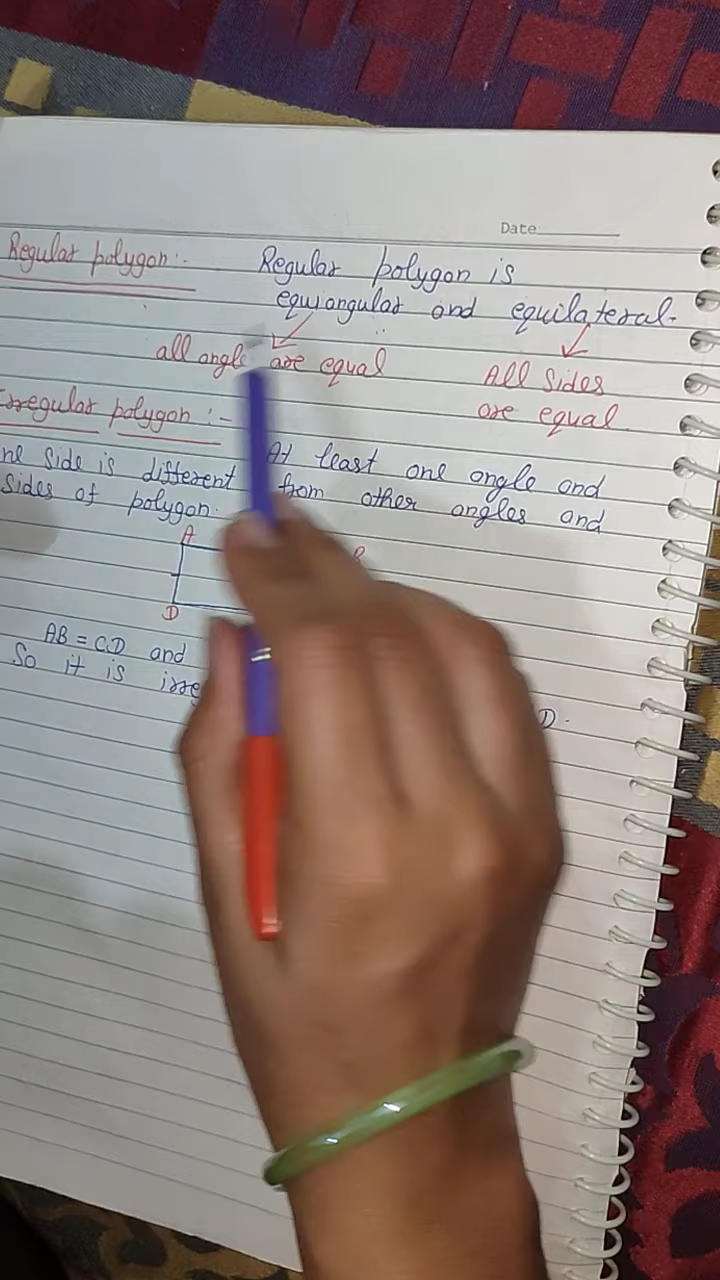 Date
Regular polygon:- Regular polygon is
equiangular and equilateral.
all angle are equal All Sides
are equal
Irregular polygon :- At least one angle and
one side is different from other angles and
sides of polygon.
A B
D
AB = CD and
So it is
D.